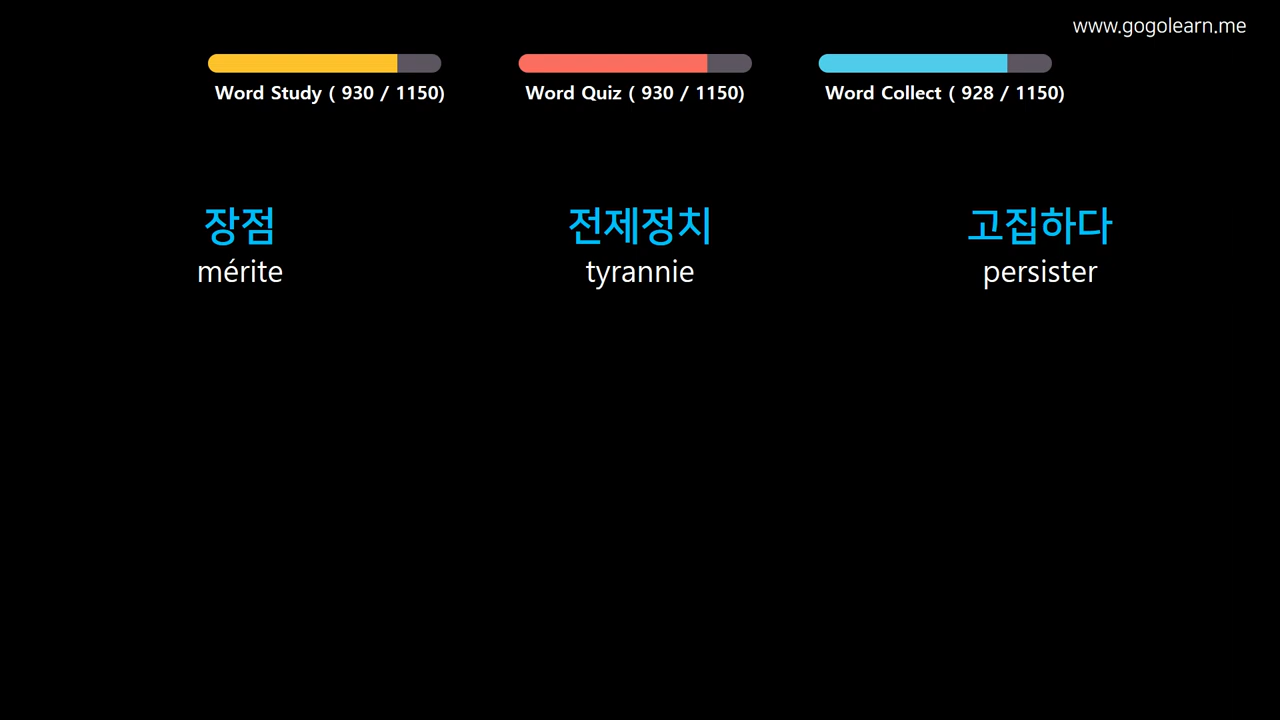 www.gogolearn.me
Word Study ( 930 / 1150)
Word Quiz ( 930 / 1150)
Word Collect ( 928 / 1150)
장점
mérite
전제정치
tyrannie
고집하다
persister